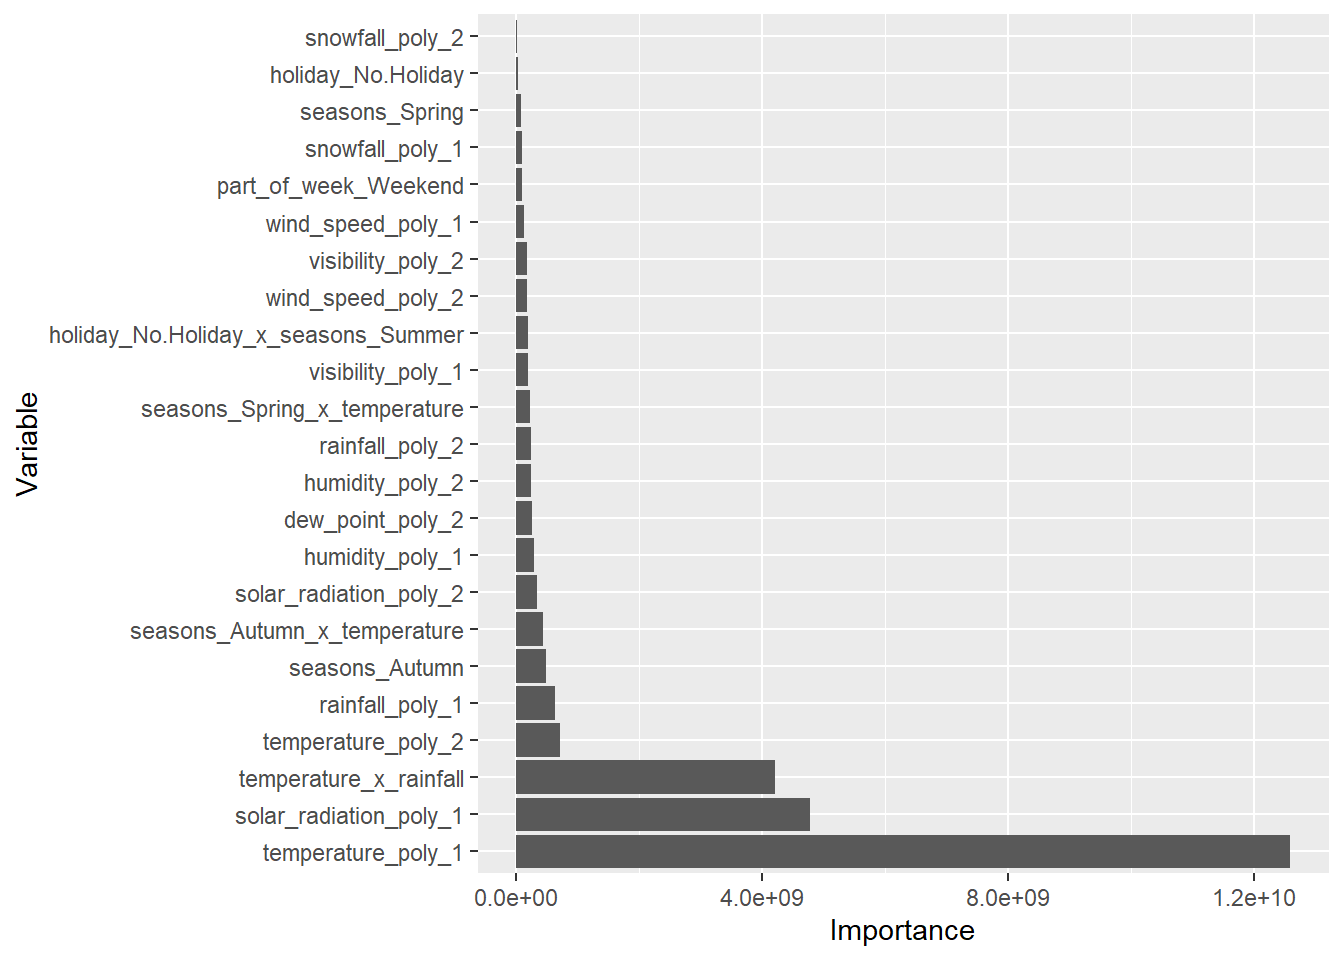 snowfall_poly_2
holiday_No.Holiday
seasons_Spring
snowfall_poly_1
part_of_week_Weekend
wind_speed_poly_1
visibility_poly_2
wind_speed_poly_2
holiday_No.Holiday_x_seasons_Summer
visibility_poly_1
seasons_Spring_x_temperature
rainfall_poly_2
humidity_poly_2
dew_point_poly_2
humidity_poly_1
solar_radiation_poly_2
seasons_Autumn_x_temperature
seasons_Autumn
rainfall_poly_1
temperature_poly_2
temperature_x_rainfall
solar_radiation_poly_1
temperature_poly_1
Variable
0.0e+00 4.0e+09 8.0e+09 1.2e+10
Importance